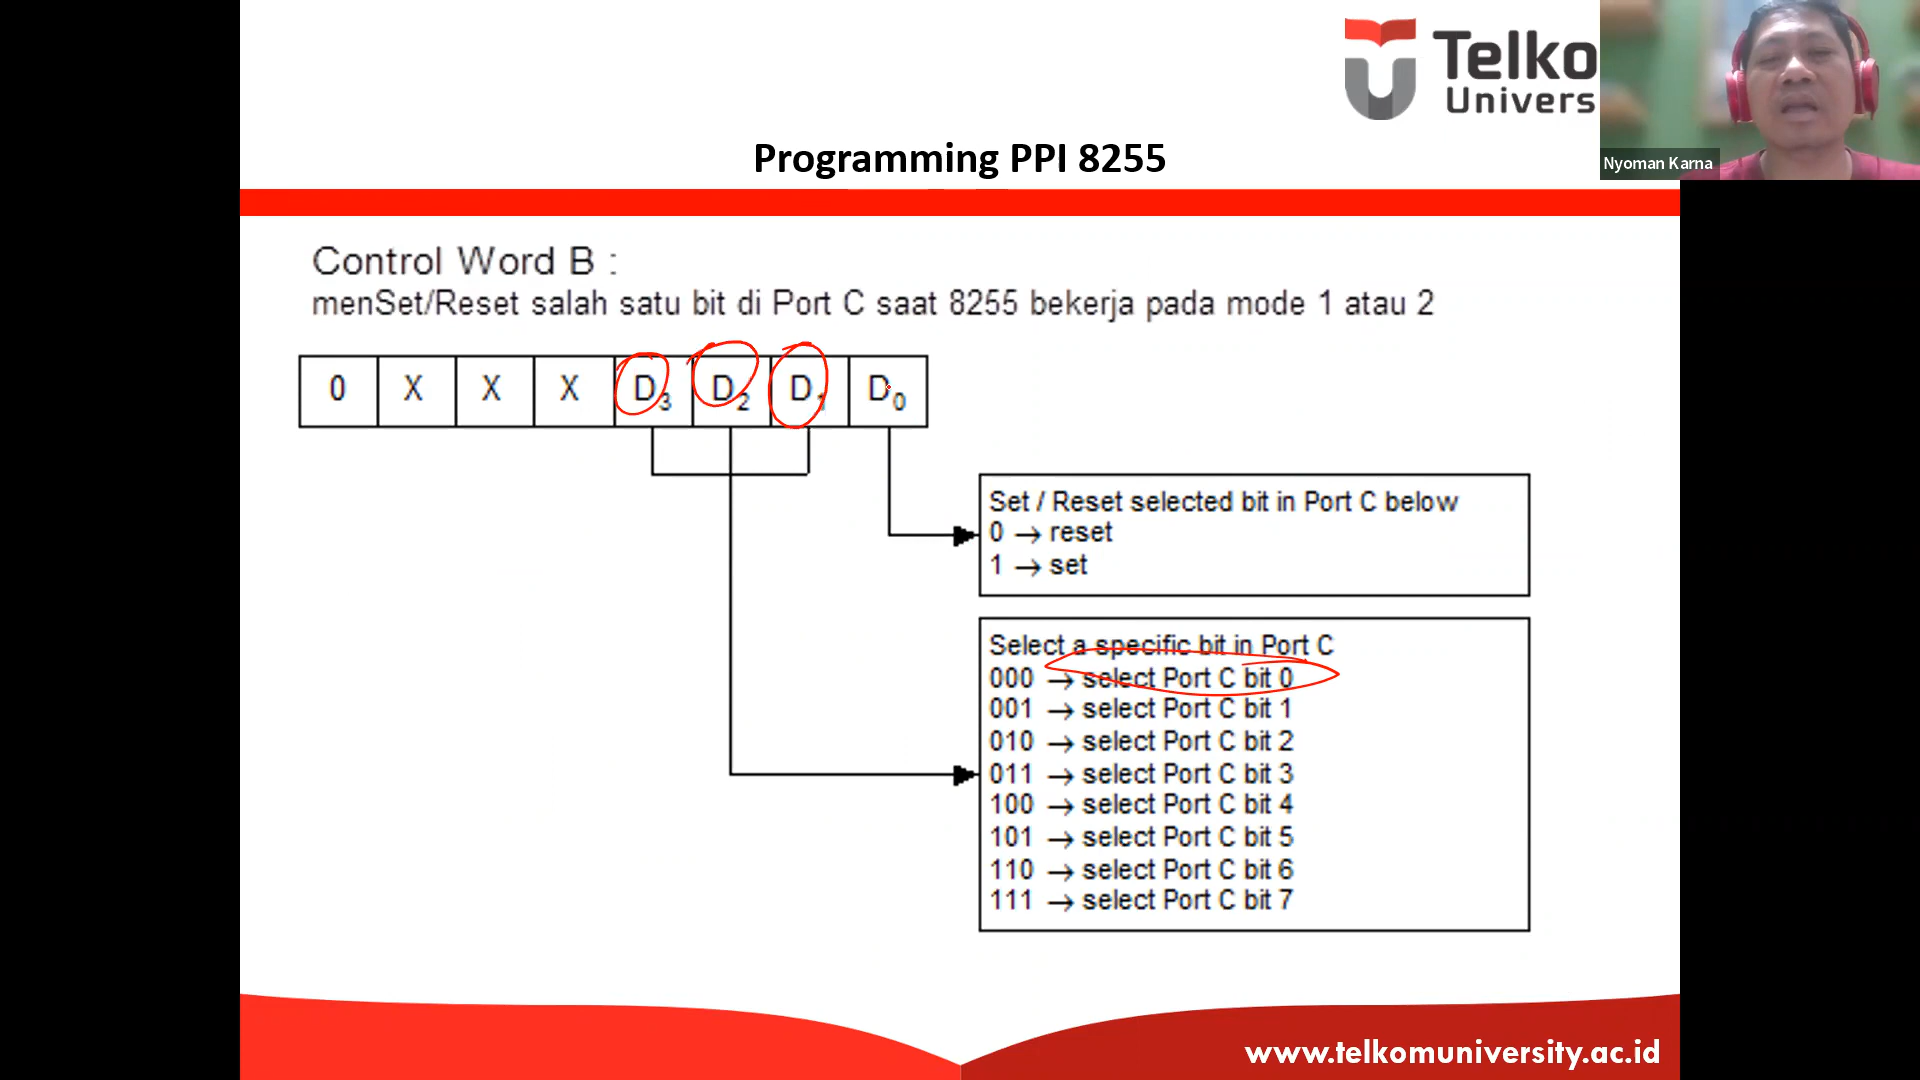 Telko
Univers
Nyoman Karna
Programming PPI 8255
Control Word B :
menSet/Reset salah satu bit di Port C saat 8255 bekerja pada mode 1 atau 2
0 X X X D3 D2 D1 D0
Set / Reset selected bit in Port C below
0 → reset
1 → set
Select a specific bit in Port C
000 → select Port C bit 0
001 → select Port C bit 1
010 → select Port C bit 2
011 → select Port C bit 3
100 → select Port C bit 4
101 → select Port C bit 5
110 → select Port C bit 6
111 → select Port C bit 7
www.telkomuniversity.ac.id